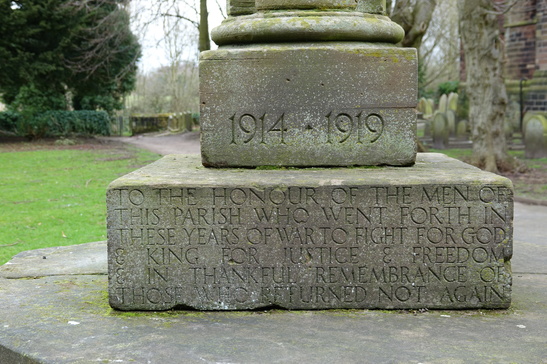 1914 · 1919
TO THE HONOUR OF THE MEN OF
THIS PARISH WHO WENT FORTH IN
THESE YEARS OF WAR TO FIGHT FOR GOD
& KING FOR JUSTICE & FREEDOM
& IN THANKFUL REMEMBRANCE OF
THOSE WHO RETURNED NOT AGAIN